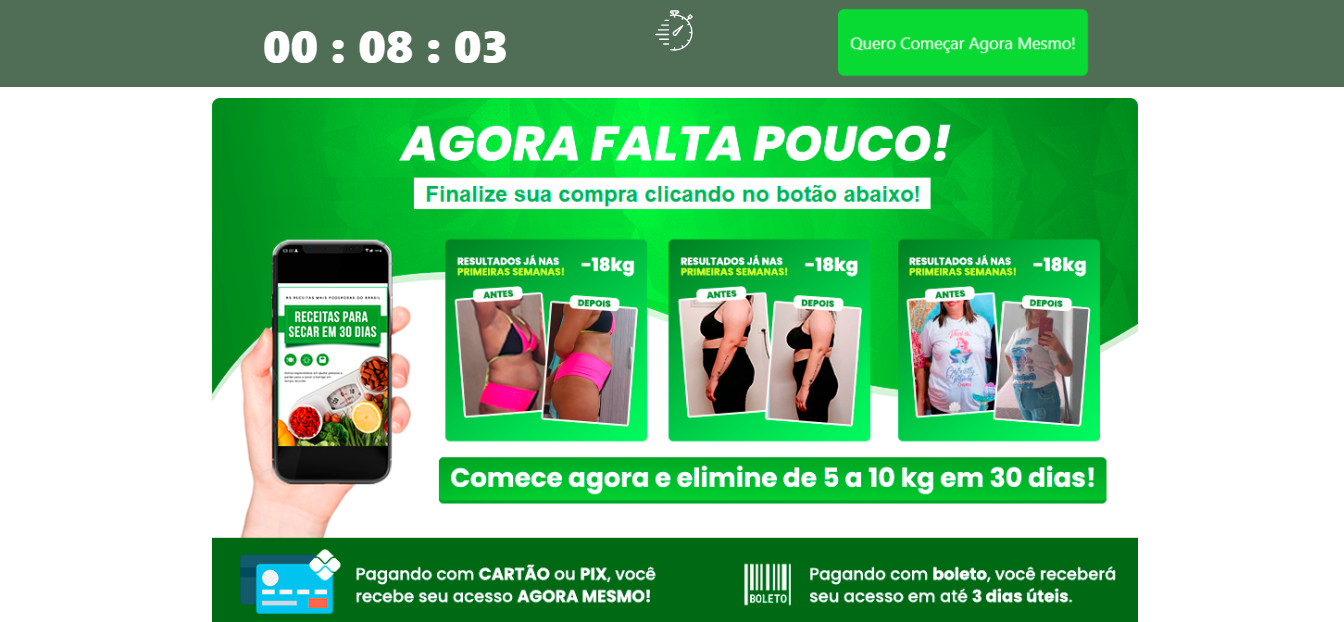 00 : 08 : 03
Quero Começar Agora Mesmo!
AGORA FALTA POUCO!
Finalize sua compra clicando no botão abaixo!
AS RECEITAS MAIS PODEROSAS DO BRASIL
RECEITAS PARA
SECAR EM 30 DIAS
RESULTADOS JÁ NAS
PRIMEIRAS SEMANAS!
-18kg
ANTES
DEPOIS
RESULTADOS JÁ NAS
PRIMEIRAS SEMANAS!
-18kg
ANTES
DEPOIS
RESULTADOS JÁ NAS
PRIMEIRAS SEMANAS!
-18kg
ANTES
DEPOIS
Comece agora e elimine de 5 a 10 kg em 30 dias!
Pagando com CARTÃO ou PIX, você
recebe seu acesso AGORA MESMO!
BOLETO
Pagando com boleto, você receberá
seu acesso em até 3 dias úteis.